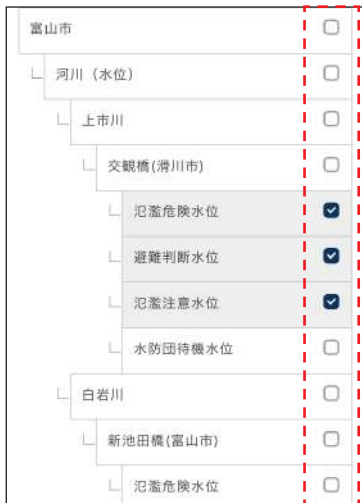 富山市
河川（水位）
上市川
交観橋(滑川市)
氾濫危険水位
避難判断水位
氾濫注意水位
水防団待機水位
白岩川
新池田橋(富山市)
氾濫危険水位